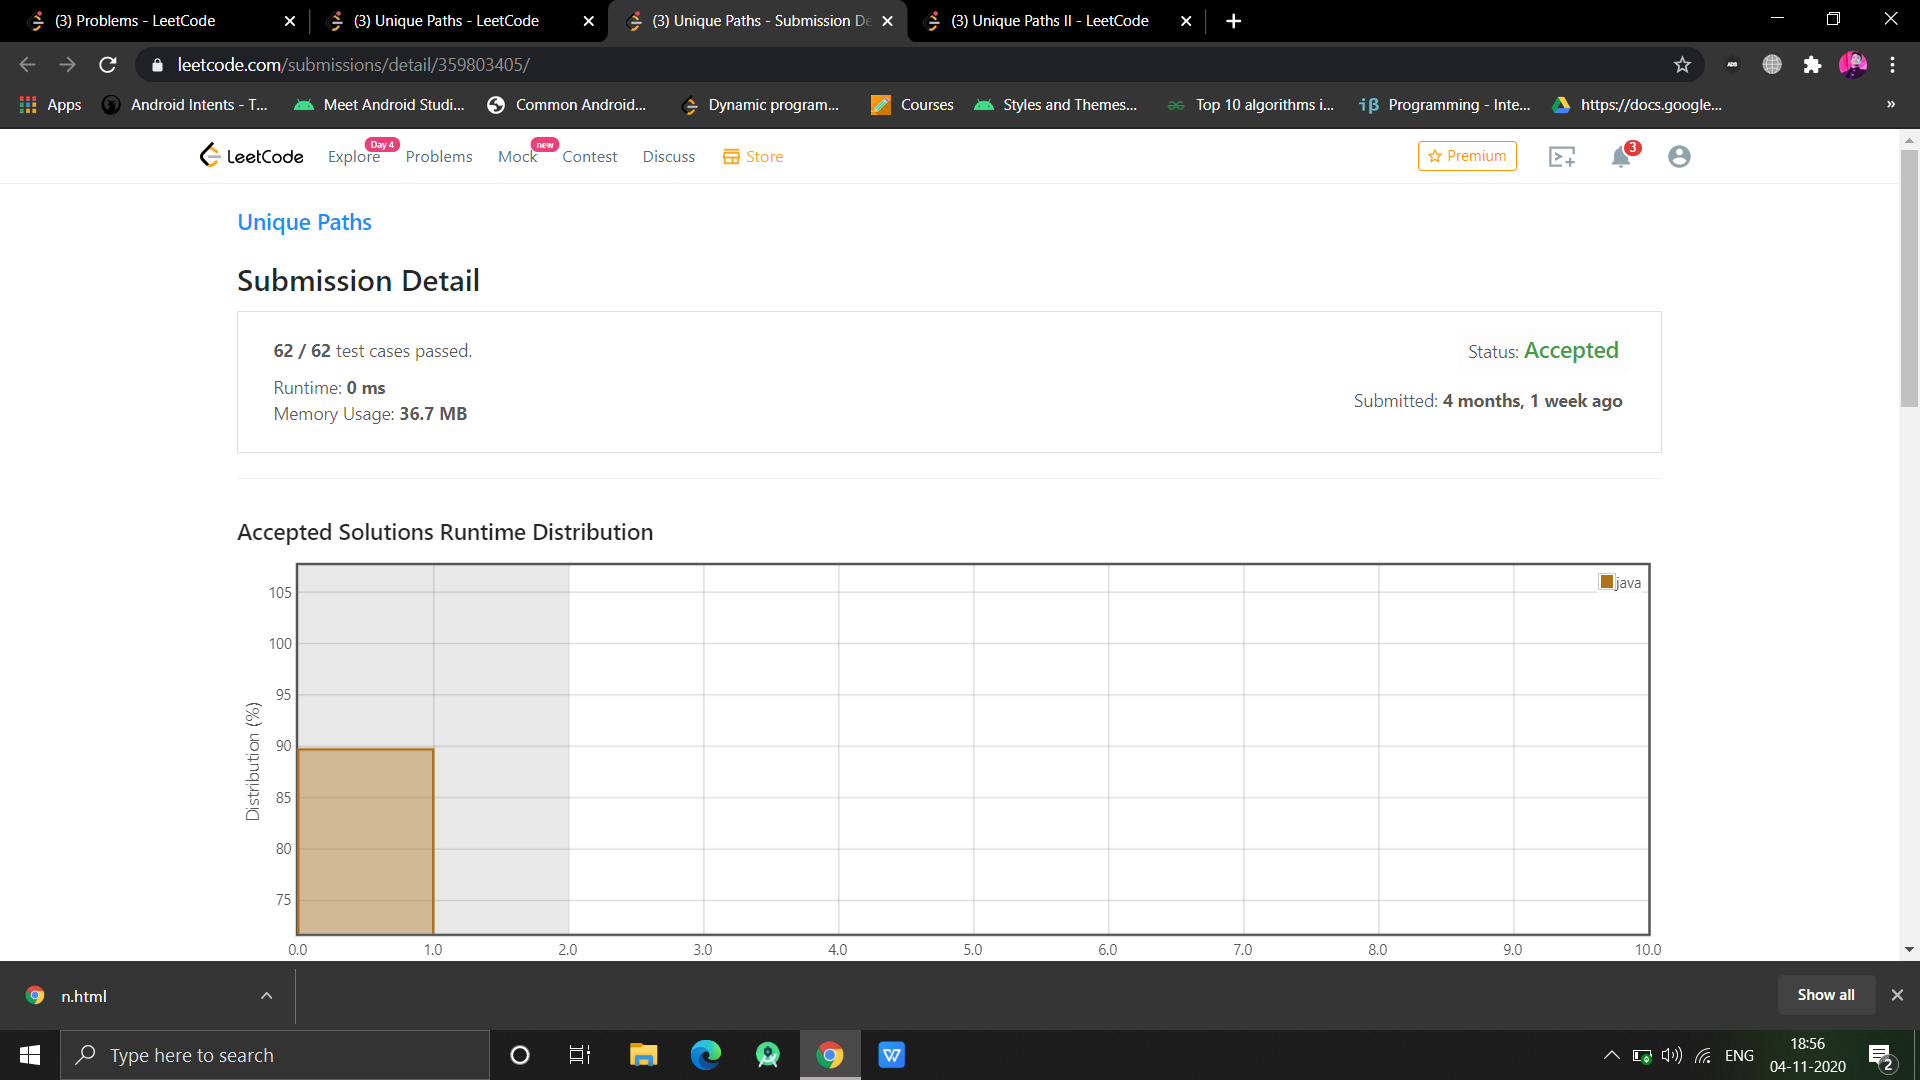 (3) Problems - LeetCode
(3) Unique Paths - LeetCode
(3) Unique Paths - Submission De
(3) Unique Paths II - LeetCode
leetcode.com/submissions/detail/359803405/
ADS
Apps
Android Intents - T...
Meet Android Studi...
Common Android...
Dynamic program...
Courses
Styles and Themes...
Top 10 algorithms i...
Programming - Inte...
https://docs.google...
»
LeetCode
Explore
Day 4
Problems
Mock
new
Contest
Discuss
Store
Premium
3
Unique Paths
Submission Detail
62 / 62 test cases passed.
Status: Accepted
Runtime: 0 ms
Submitted: 4 months, 1 week ago
Memory Usage: 36.7 MB
Accepted Solutions Runtime Distribution
java
105
100
95
90
85
80
75
Distribution (%)
0.0 1.0 2.0 3.0 4.0 5.0 6.0 7.0 8.0 9.0 10.0
n.html
Show all
Type here to search
W
ENG
18:56
04-11-2020
2